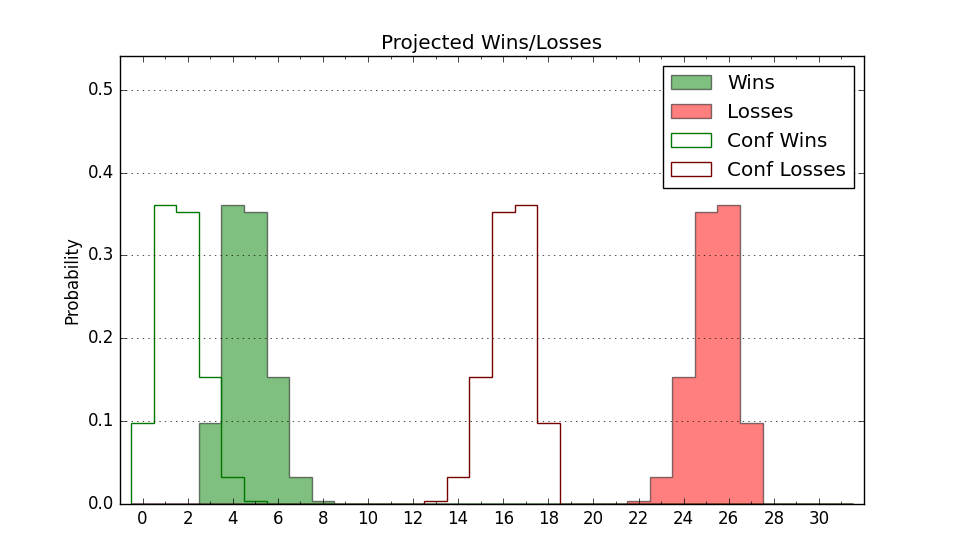 Projected Wins/Losses
Wins
Losses
Conf Wins
Conf Losses
Probability
0.5
0.4
0.3
0.2
0.1
0.0
0 2 4 6 8 10 12 14 16 18 20 22 24 26 28 30